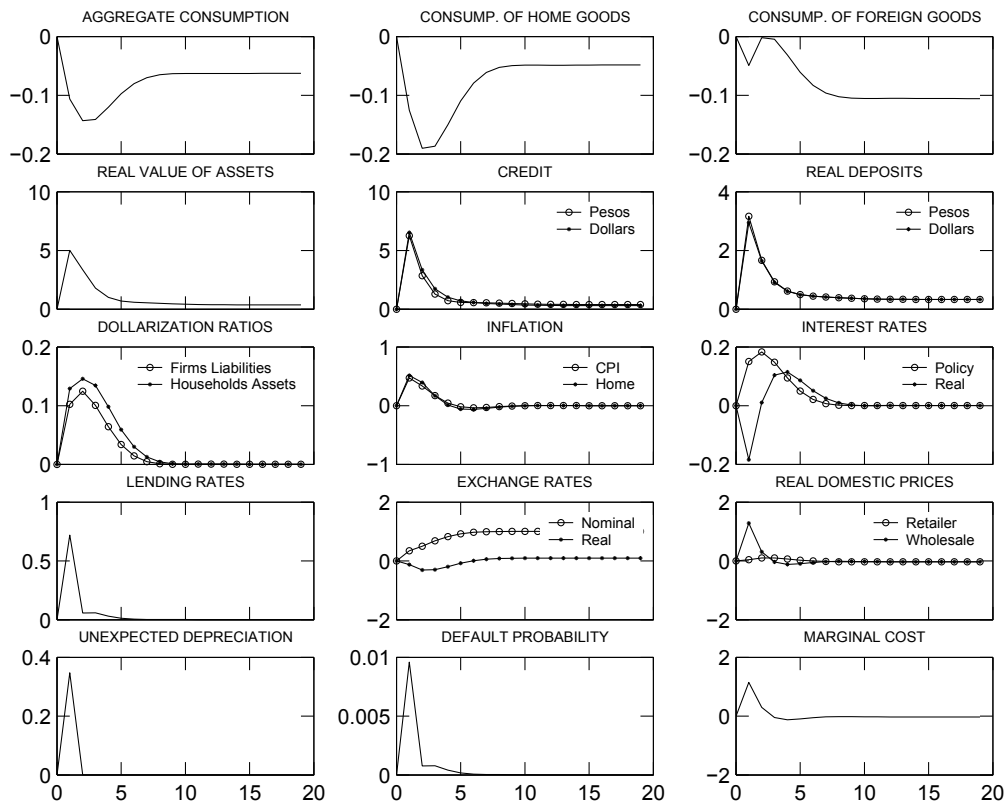 AGGREGATE CONSUMPTION
CONSUMP. OF HOME GOODS
CONSUMP. OF FOREIGN GOODS
0
−0.1
−0.2
0
−0.1
−0.2
0
−0.1
−0.2
REAL VALUE OF ASSETS
CREDIT
REAL DEPOSITS
10
5
0
10
5
0
Pesos
Dollars
4
2
0
Pesos
Dollars
DOLLARIZATION RATIOS
INFLATION
INTEREST RATES
0.2
0.1
0
Firms Liabilities
Households Assets
1
0
−1
CPI
Home
0.2
0
−0.2
Policy
Real
LENDING RATES
EXCHANGE RATES
REAL DOMESTIC PRICES
1
0.5
0
2
0
−2
Nominal
Real
2
0
−2
Retailer
Wholesale
UNEXPECTED DEPRECIATION
DEFAULT PROBABILITY
MARGINAL COST
0.4
0.2
0
0.01
0.005
0
2
0
−2
0 5 10 15 20
0 5 10 15 20
0 5 10 15 20